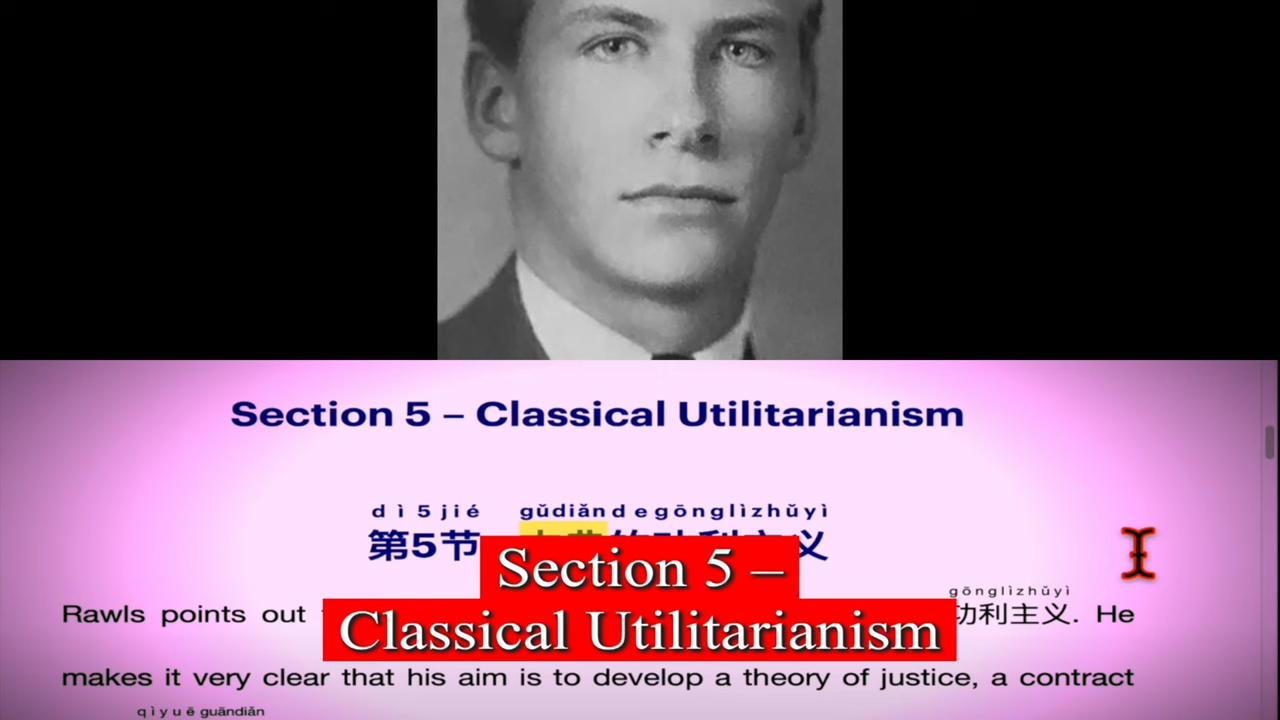 Section 5 – Classical Utilitarianism
dì 5 jié gǔdiǎn de gōnglìzhǔyì
第5节 义
Section 5 –
Classical Utilitarianism
gōnglìzhǔyì
Rawls points out 功利主义. He
makes it very clear that his aim is to develop a theory of justice, a contract
qìyuē guāndiǎn